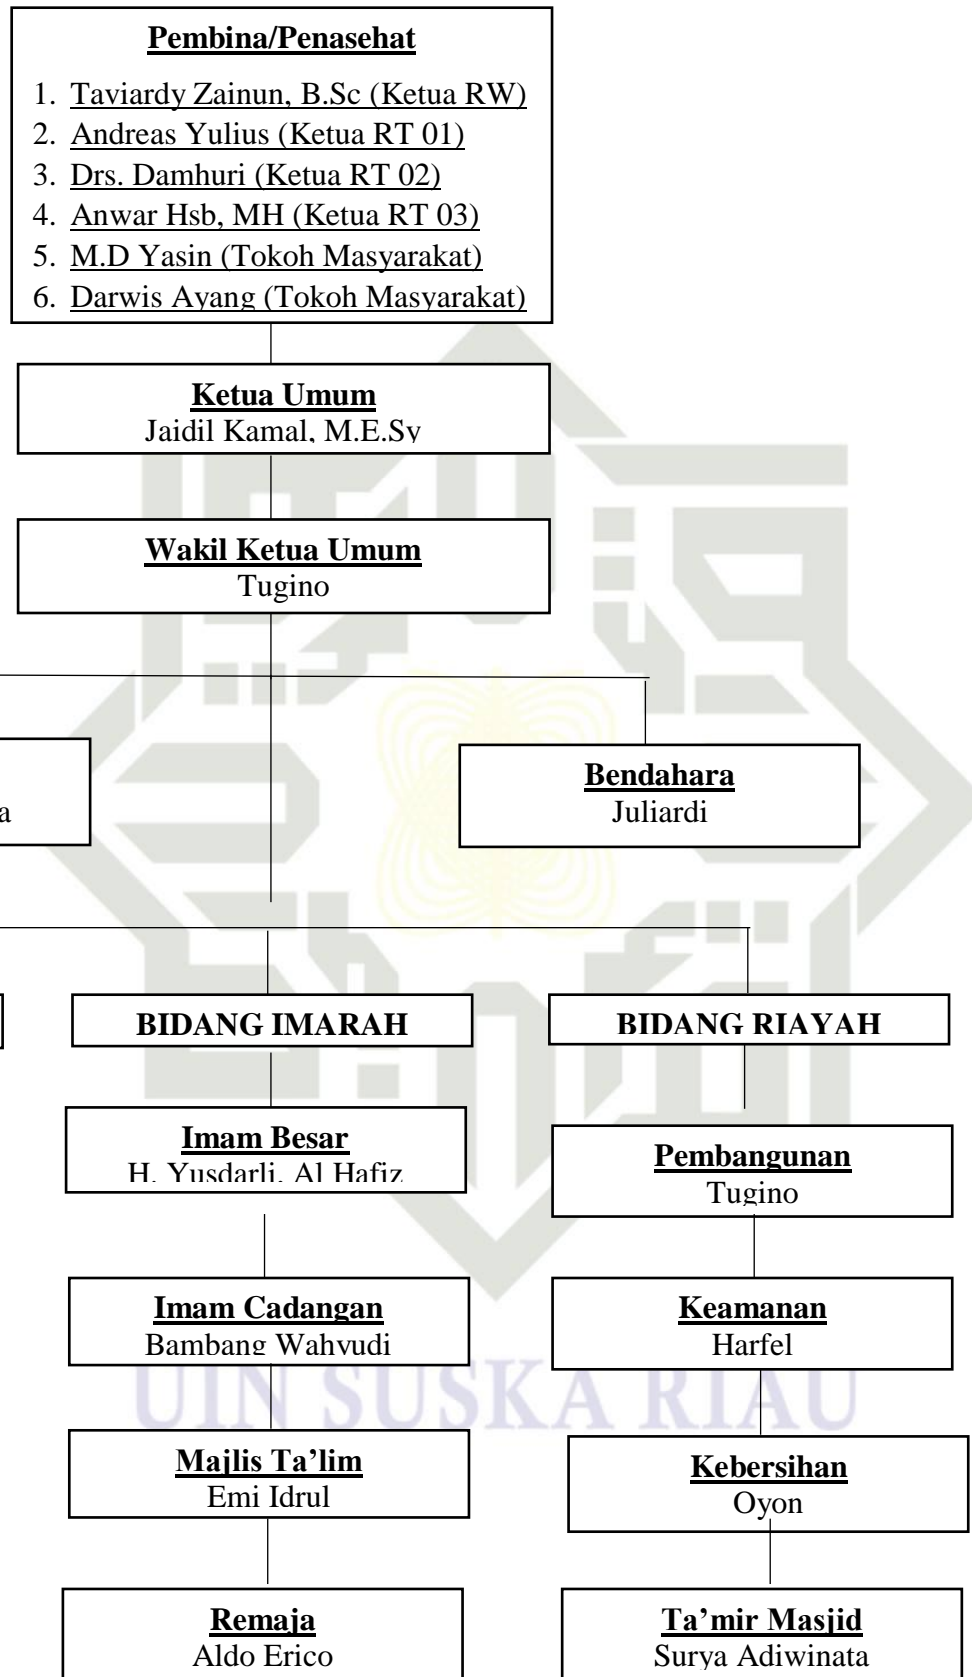 Pembina/Penasehat
1. Taviardy Zainun, B.Sc (Ketua RW)
2. Andreas Yulius (Ketua RT 01)
3. Drs. Damhuri (Ketua RT 02)
4. Anwar Hsb, MH (Ketua RT 03)
5. M.D Yasin (Tokoh Masyarakat)
6. Darwis Ayang (Tokoh Masyarakat)
Ketua Umum
Jaidil Kamal, M.E.Sy
Wakil Ketua Umum
Tugino
a
Bendahara
Juliardi
BIDANG IMARAH
Imam Besar
H. Yusdarli. Al Hafiz
Imam Cadangan
Bambang Wahyudi
Majlis Ta’lim
Emi Idrul
Remaja
Aldo Erico
BIDANG RIAYAH
Pembangunan
Tugino
Keamanan
Harfel
Kebersihan
Oyon
Ta’mir Masjid
Surya Adiwinata
UIN SUSKA RIAU